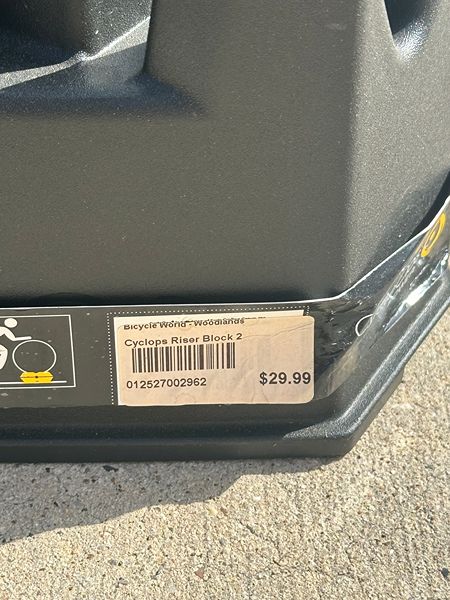 Bicycle World - Woodlands
Cyclops Riser Block 2
012527002962
$29.99